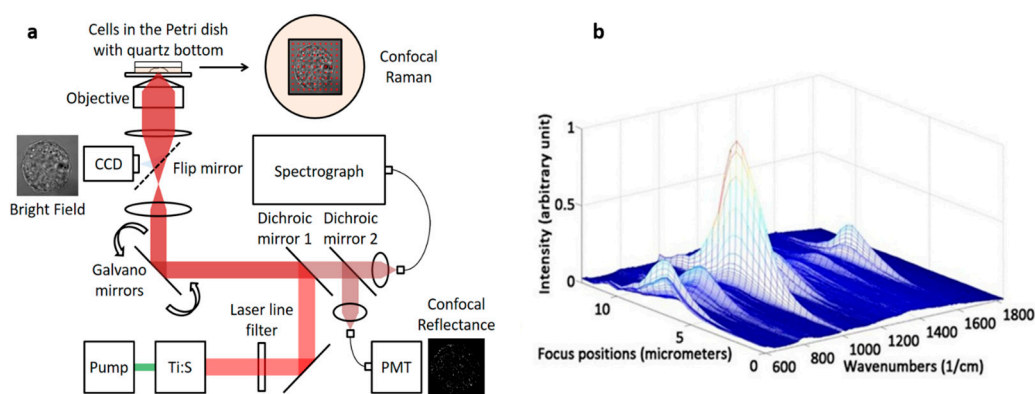 a
Cells in the Petri dish
with quartz bottom
Confocal
Raman
Objective
CCD
Flip mirror
Bright Field
Spectrograph
Dichroic
mirror 1
Dichroic
mirror 2
Galvano
mirrors
Laser line
filter
Confocal
Reflectance
Pump
Ti:S
PMT
b
Intensity (arbitrary unit)
1
0.5
0
10
5
0
Focus positions (micrometers)
600
800
1000
1200
1400
1600
1800
Wavenumbers (1/cm)